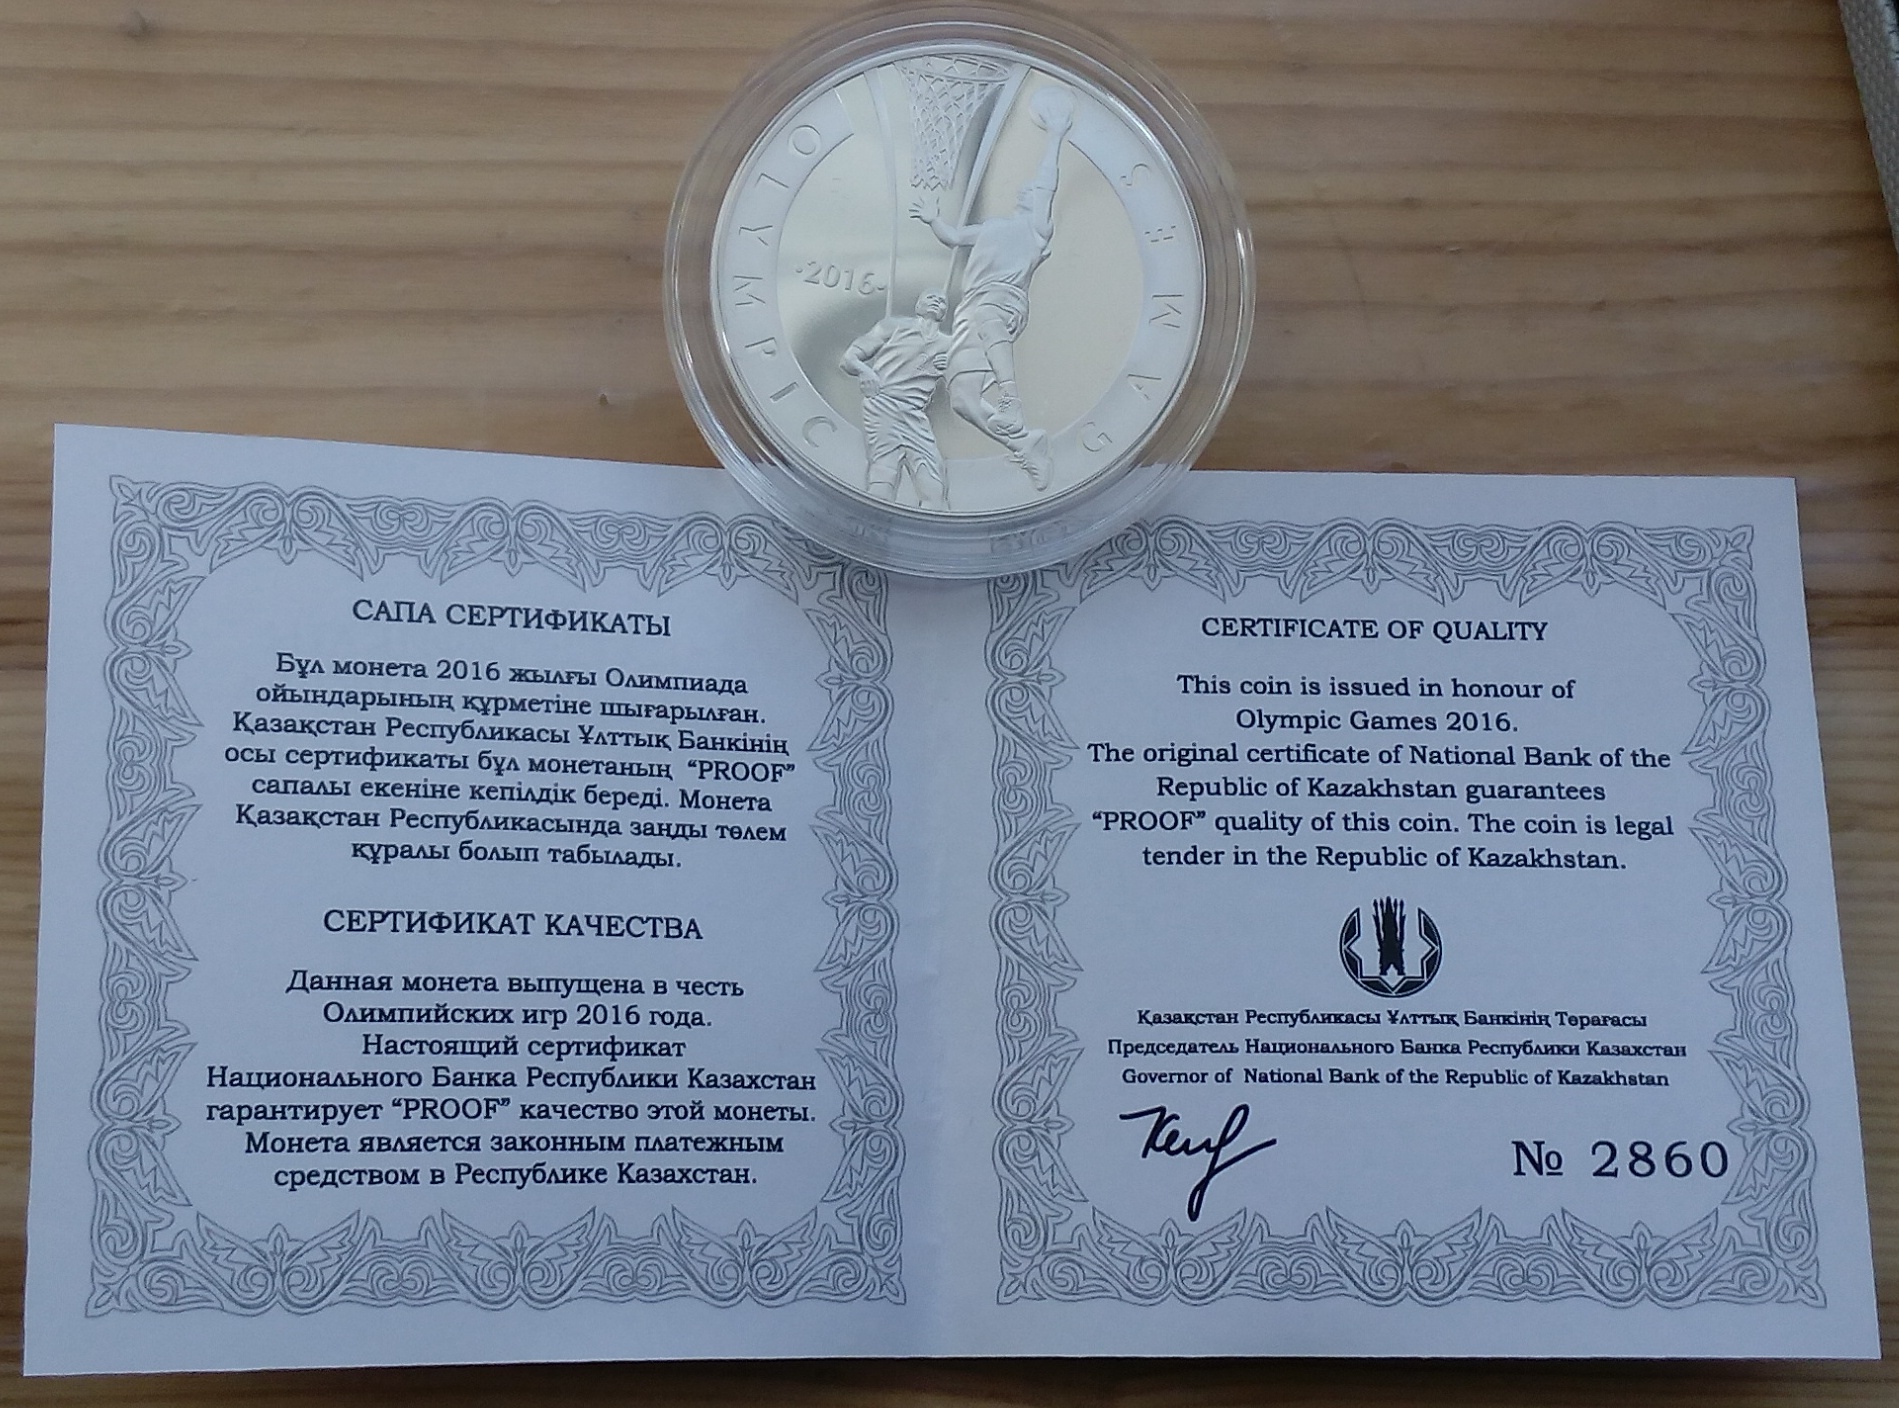 OLYMPIC GAMES
·2016·
САПА СЕРТИФИКАТЫ
Бұл монета 2016 жылғы Олимпиада
ойындарының құрметіне шығарылған.
Қазақстан Республикасы Ұлттық Банкінің
осы сертификаты бұл монетаның "PROOF"
сапалы екеніне кепілдік береді. Монета
Қазақстан Республикасында заңды төлем
құралы болып табылады.
СЕРТИФИКАТ КАЧЕСТВА
Данная монета выпущена в честь
Олимпийских игр 2016 года.
Настоящий сертификат
Национального Банка Республики Казахстан
гарантирует "PROOF" качество этой монеты.
Монета является законным платежным
средством в Республике Казахстан.
CERTIFICATE OF QUALITY
This coin is issued in honour of
Olympic Games 2016.
The original certificate of National Bank of the
Republic of Kazakhstan guarantees
"PROOF" quality of this coin. The coin is legal
tender in the Republic of Kazakhstan.
Қазақстан Республикасы Ұлттық Банкінің Төрағасы
Председатель Национального Банка Республики Казахстан
Governor of National Bank of the Republic of Kazakhstan
№ 2860